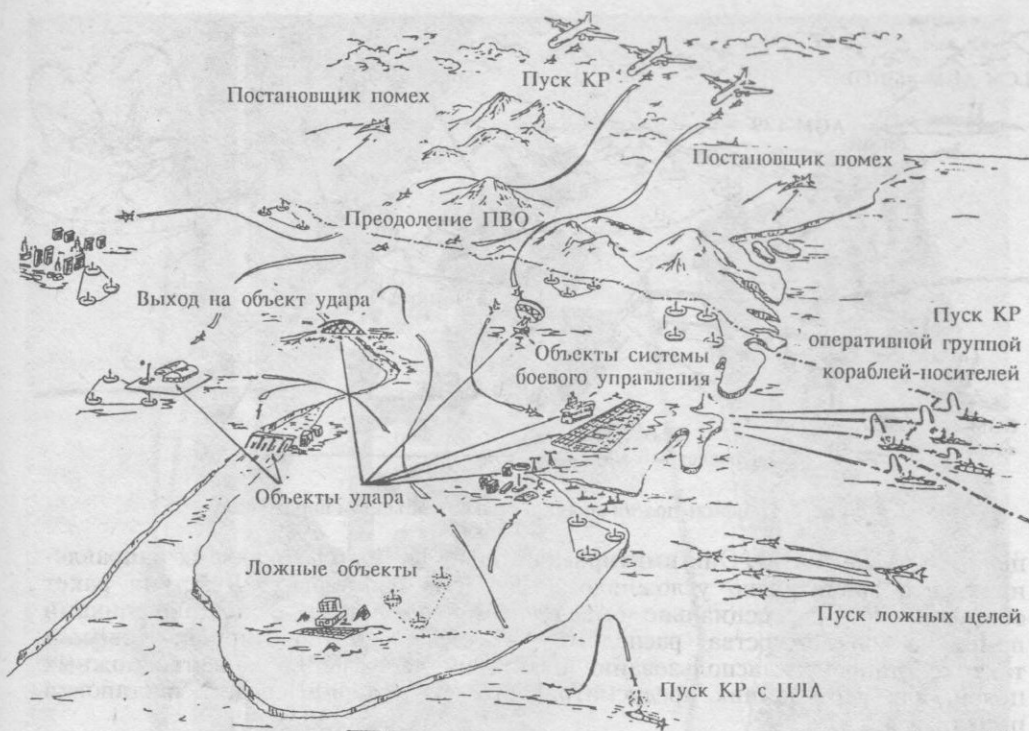 Пуск КР
Постановщик помех
Постановщик помех
Преодоление ПВО
Выход на объект удара
Пуск КР
оперативной группой
кораблей-носителей
Объекты системы
боевого управления
Объекты удара
Ложные объекты
Пуск ложных целей
Пуск КР с ПЛА